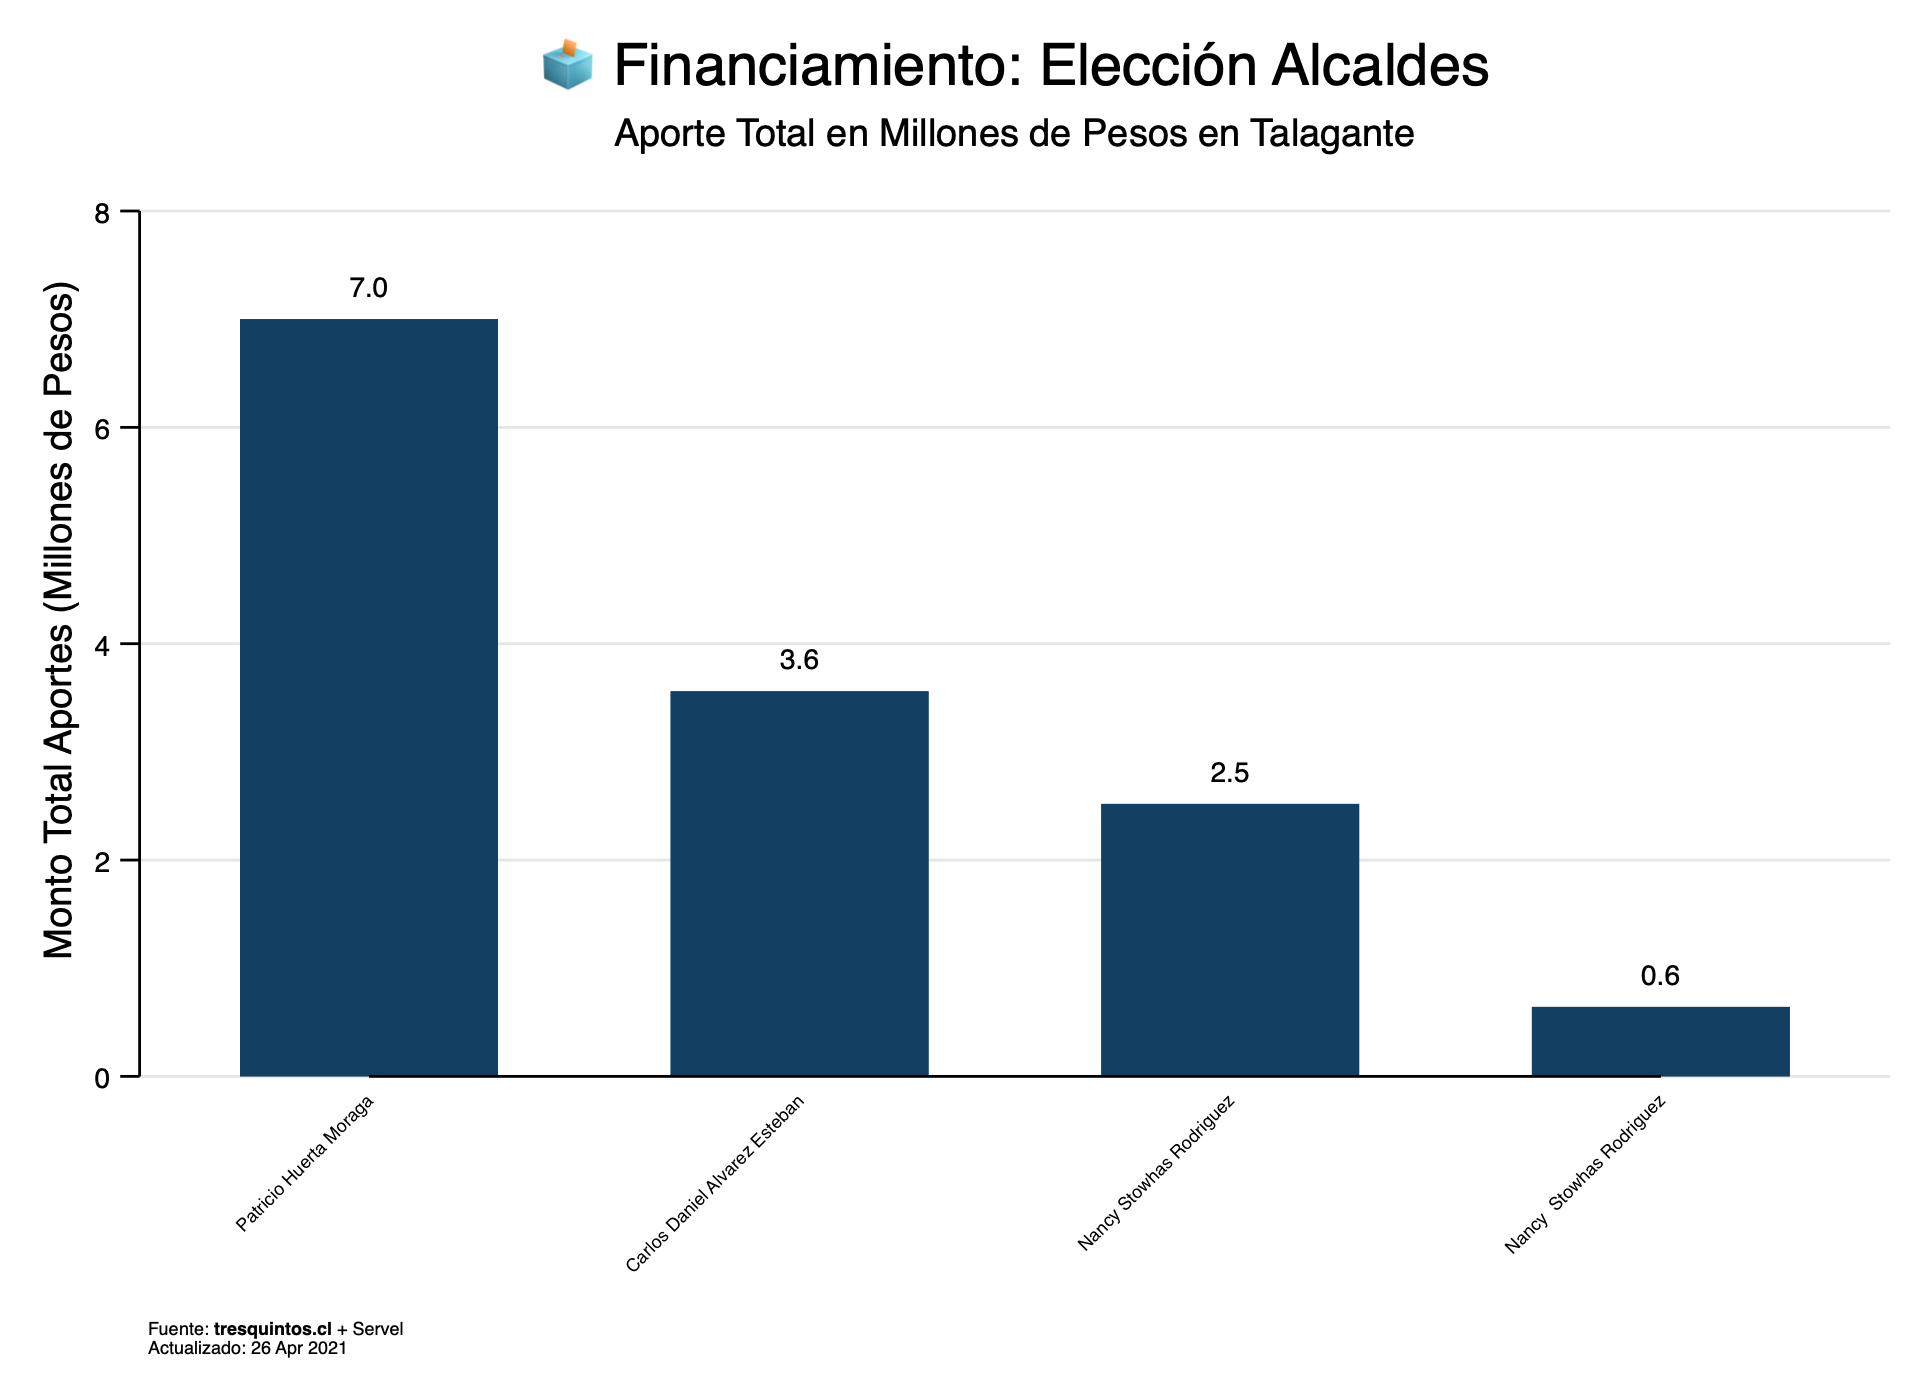 Financiamiento: Elección Alcaldes
Aporte Total en Millones de Pesos en Talagante
Monto Total Aportes (Millones de Pesos)
8
6
4
2
0
7.0
3.6
2.5
0.6
Patricio Huerta Moraga
Carlos Daniel Alvarez Esteban
Nancy Stowhas Rodriguez
Nancy  Stowhas Rodriguez
Fuente: tresquintos.cl + Servel
Actualizado: 26 Apr 2021